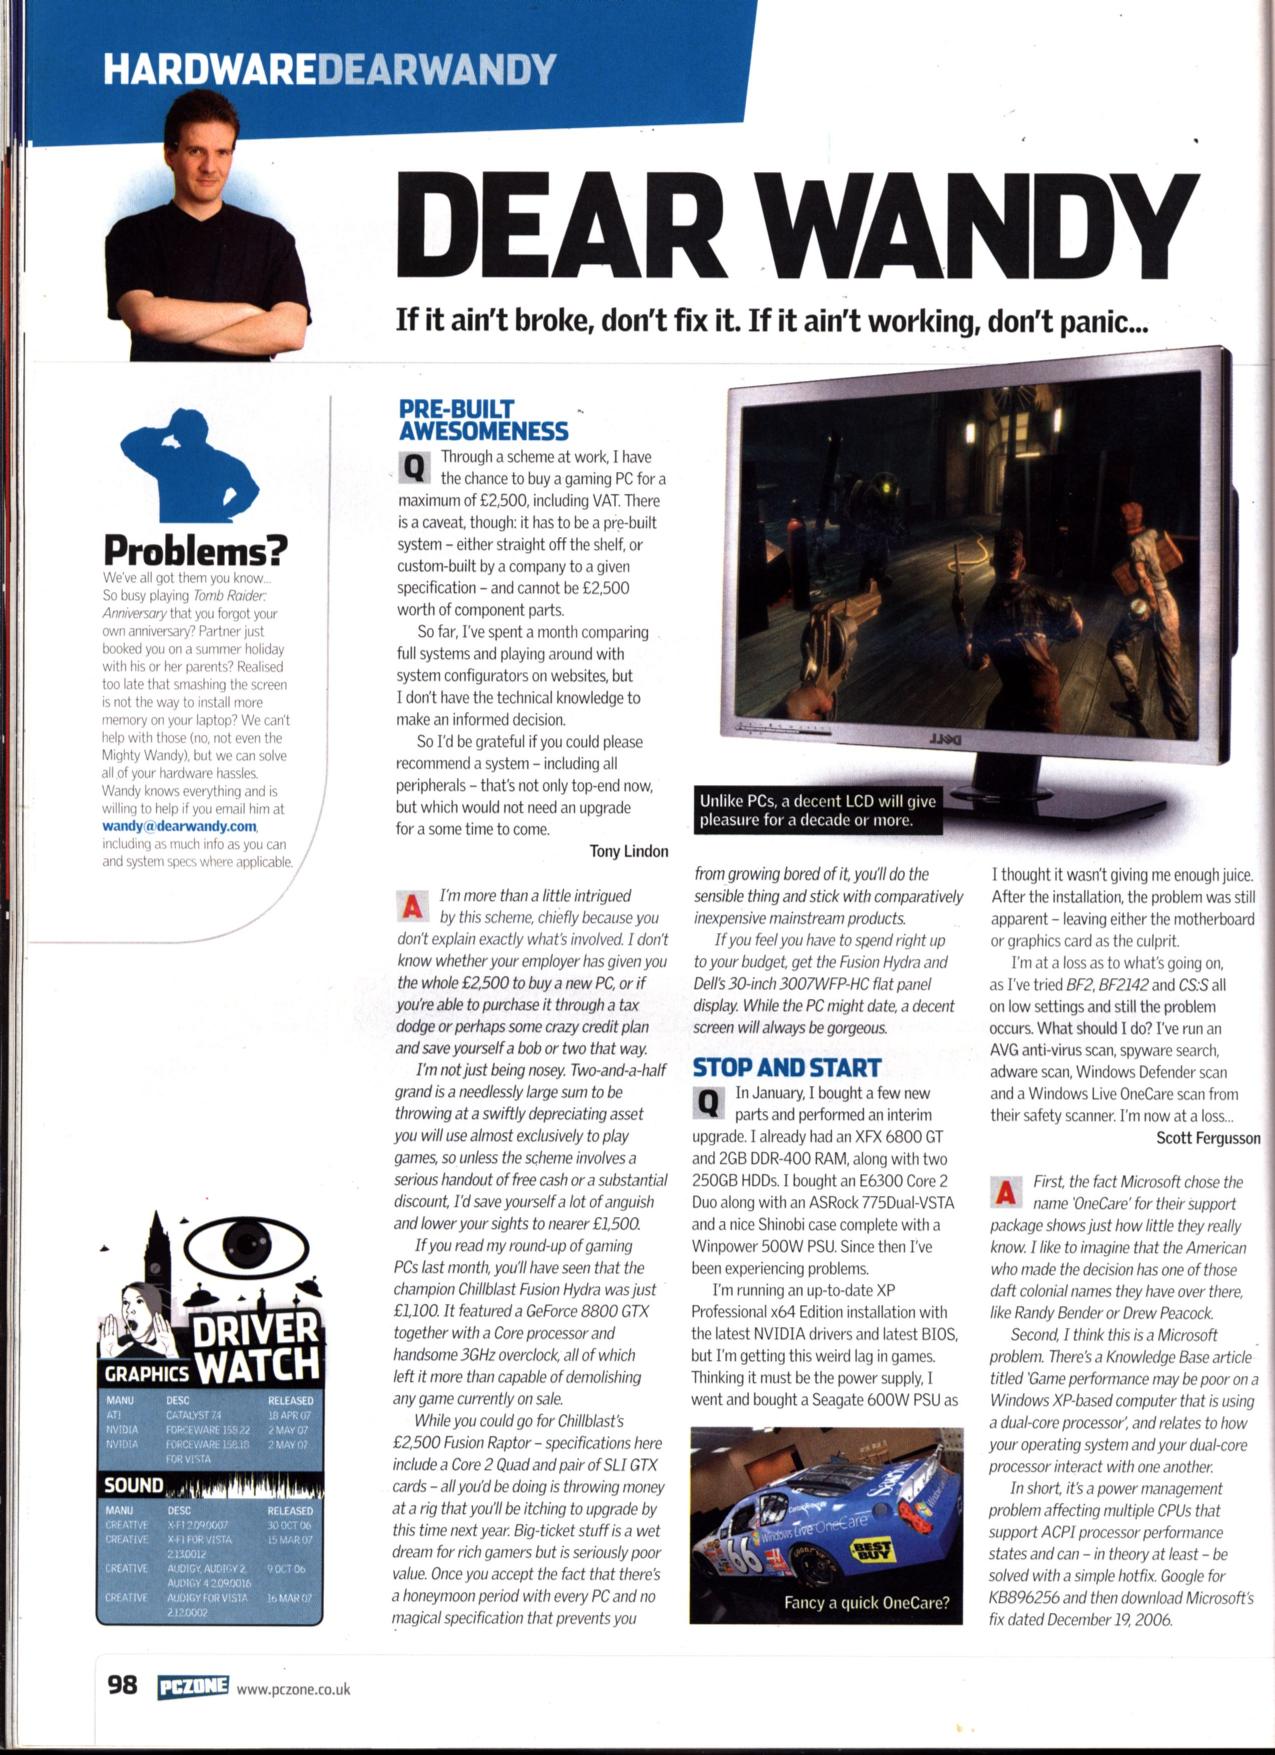 HARDWAREDEARWANDY
DEAR WANDY
If it ain't broke, don't fix it. If it ain't working, don't panic...
Problems?
We've all got them you know...
So busy playing Tomb Raider:
Anniversary that you forgot your
own anniversary? Partner just
booked you on a summer holiday
with his or her parents? Realised
too late that smashing the screen
is not the way to install more
memory on your laptop? We can't
help with those (no, not even the
Mighty Wandy), but we can solve
all of your hardware hassles.
Wandy knows everything and is
willing to help if you email him at
wandy@dearwandy.com,
including as much info as you can
and system specs where applicable.
DRIVER
WATCH
GRAPHICS
MANU DESC RELEASED
ATI CATALYST 7.4 18 APR 07
NVIDIA FORCEWARE 158.22 2 MAY 07
NVIDIA FORCEWARE 158.18 2 MAY 07
FOR VISTA
SOUND
MANU DESC RELEASED
CREATIVE X-FI 2.09.0007 30 OCT 06
CREATIVE X-FI FOR VISTA 15 MAR 07
2.13.0012
CREATIVE AUDIGY, AUDIGY 2, 9 OCT 06
AUDIGY 4 2.09.0016
CREATIVE AUDIGY FOR VISTA 16 MAR 07
2.12.0002
PRE-BUILT
AWESOMENESS
Q Through a scheme at work, I have
the chance to buy a gaming PC for a
maximum of £2,500, including VAT. There
is a caveat, though: it has to be a pre-built
system – either straight off the shelf, or
custom-built by a company to a given
specification – and cannot be £2,500
worth of component parts.
So far, I've spent a month comparing
full systems and playing around with
system configurators on websites, but
I don't have the technical knowledge to
make an informed decision.
So I'd be grateful if you could please
recommend a system – including all
peripherals – that's not only top-end now,
but which would not need an upgrade
for a some time to come.
Tony Lindon
A I'm more than a little intrigued
by this scheme, chiefly because you
don't explain exactly what's involved. I don't
know whether your employer has given you
the whole £2,500 to buy a new PC, or if
you're able to purchase it through a tax
dodge or perhaps some crazy credit plan
and save yourself a bob or two that way.
I'm not just being nosey. Two-and-a-half
grand is a needlessly large sum to be
throwing at a swiftly depreciating asset
you will use almost exclusively to play
games, so unless the scheme involves a
serious handout of free cash or a substantial
discount, I'd save yourself a lot of anguish
and lower your sights to nearer £1,500.
If you read my round-up of gaming
PCs last month, you'll have seen that the
champion Chillblast Fusion Hydra was just
£1,100. It featured a GeForce 8800 GTX
together with a Core processor and
handsome 3GHz overclock, all of which
left it more than capable of demolishing
any game currently on sale.
While you could go for Chillblast's
£2,500 Fusion Raptor – specifications here
include a Core 2 Quad and pair of SLI GTX
cards – all you'd be doing is throwing money
at a rig that you'll be itching to upgrade by
this time next year. Big-ticket stuff is a wet
dream for rich gamers but is seriously poor
value. Once you accept the fact that there's
a honeymoon period with every PC and no
magical specification that prevents you
DELL
Unlike PCs, a decent LCD will give
pleasure for a decade or more.
from growing bored of it, you'll do the
sensible thing and stick with comparatively
inexpensive mainstream products.
If you feel you have to spend right up
to your budget, get the Fusion Hydra and
Dell's 30-inch 3007WFP-HC flat panel
display. While the PC might date, a decent
screen will always be gorgeous.
STOP AND START
Q In January, I bought a few new
parts and performed an interim
upgrade. I already had an XFX 6800 GT
and 2GB DDR-400 RAM, along with two
250GB HDDs. I bought an E6300 Core 2
Duo along with an ASRock 775Dual-VSTA
and a nice Shinobi case complete with a
Winpower 500W PSU. Since then I've
been experiencing problems.
I'm running an up-to-date XP
Professional x64 Edition installation with
the latest NVIDIA drivers and latest BIOS,
but I'm getting this weird lag in games.
Thinking it must be the power supply, I
went and bought a Seagate 600W PSU as
Windows Live OneCare
66
BEST
BUY
Fancy a quick OneCare?
I thought it wasn't giving me enough juice.
After the installation, the problem was still
apparent – leaving either the motherboard
or graphics card as the culprit.
I'm at a loss as to what's going on,
as I've tried BF2, BF2142 and CS:S all
on low settings and still the problem
occurs. What should I do? I've run an
AVG anti-virus scan, spyware search,
adware scan, Windows Defender scan
and a Windows Live OneCare scan from
their safety scanner. I'm now at a loss...
Scott Fergusson
A First, the fact Microsoft chose the
name 'OneCare' for their support
package shows just how little they really
know. I like to imagine that the American
who made the decision has one of those
daft colonial names they have over there,
like Randy Bender or Drew Peacock.
Second, I think this is a Microsoft
problem. There's a Knowledge Base article
titled 'Game performance may be poor on a
Windows XP-based computer that is using
a dual-core processor', and relates to how
your operating system and your dual-core
processor interact with one another.
In short, it's a power management
problem affecting multiple CPUs that
support ACPI processor performance
states and can – in theory at least – be
solved with a simple hotfix. Google for
KB896256 and then download Microsoft's
fix dated December 19, 2006.
98 PCZONE www.pczone.co.uk